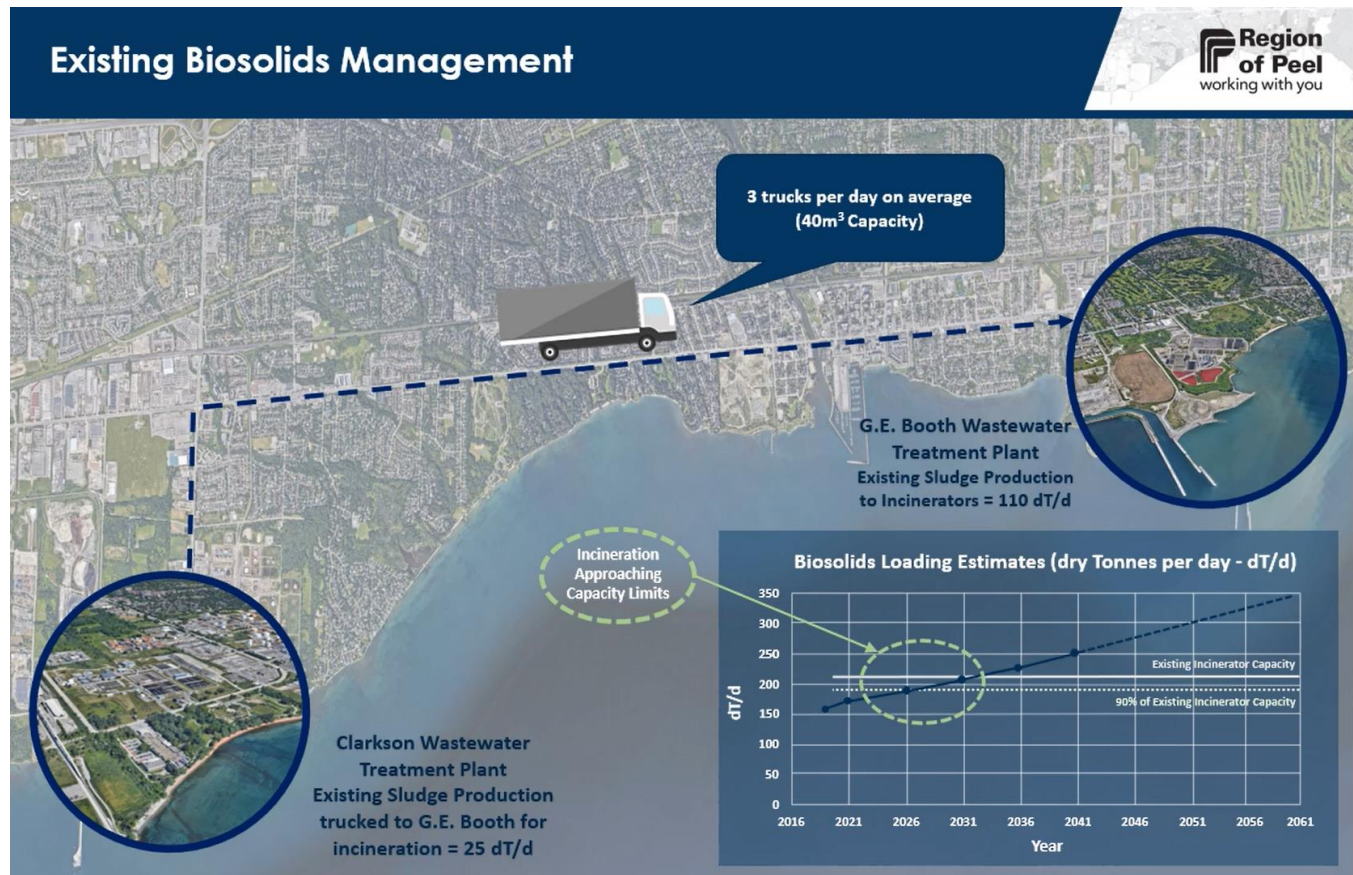 Existing Biosolids Management
Region
of Peel
working with you
3 trucks per day on average
(40m³ Capacity)
G.E. Booth Wastewater
Treatment Plant
Existing Sludge Production
to Incinerators = 110 dT/d
Incineration
Approaching
Capacity Limits
Clarkson Wastewater
Treatment Plant
Existing Sludge Production
trucked to G.E. Booth for
incineration = 25 dT/d
Biosolids Loading Estimates (dry Tonnes per day - dT/d)
dT/d
350
300
250
200
150
100
50
0
Existing Incinerator Capacity
90% of Existing Incinerator Capacity
2016 2021 2026 2031 2036 2041 2046 2051 2056 2061
Year